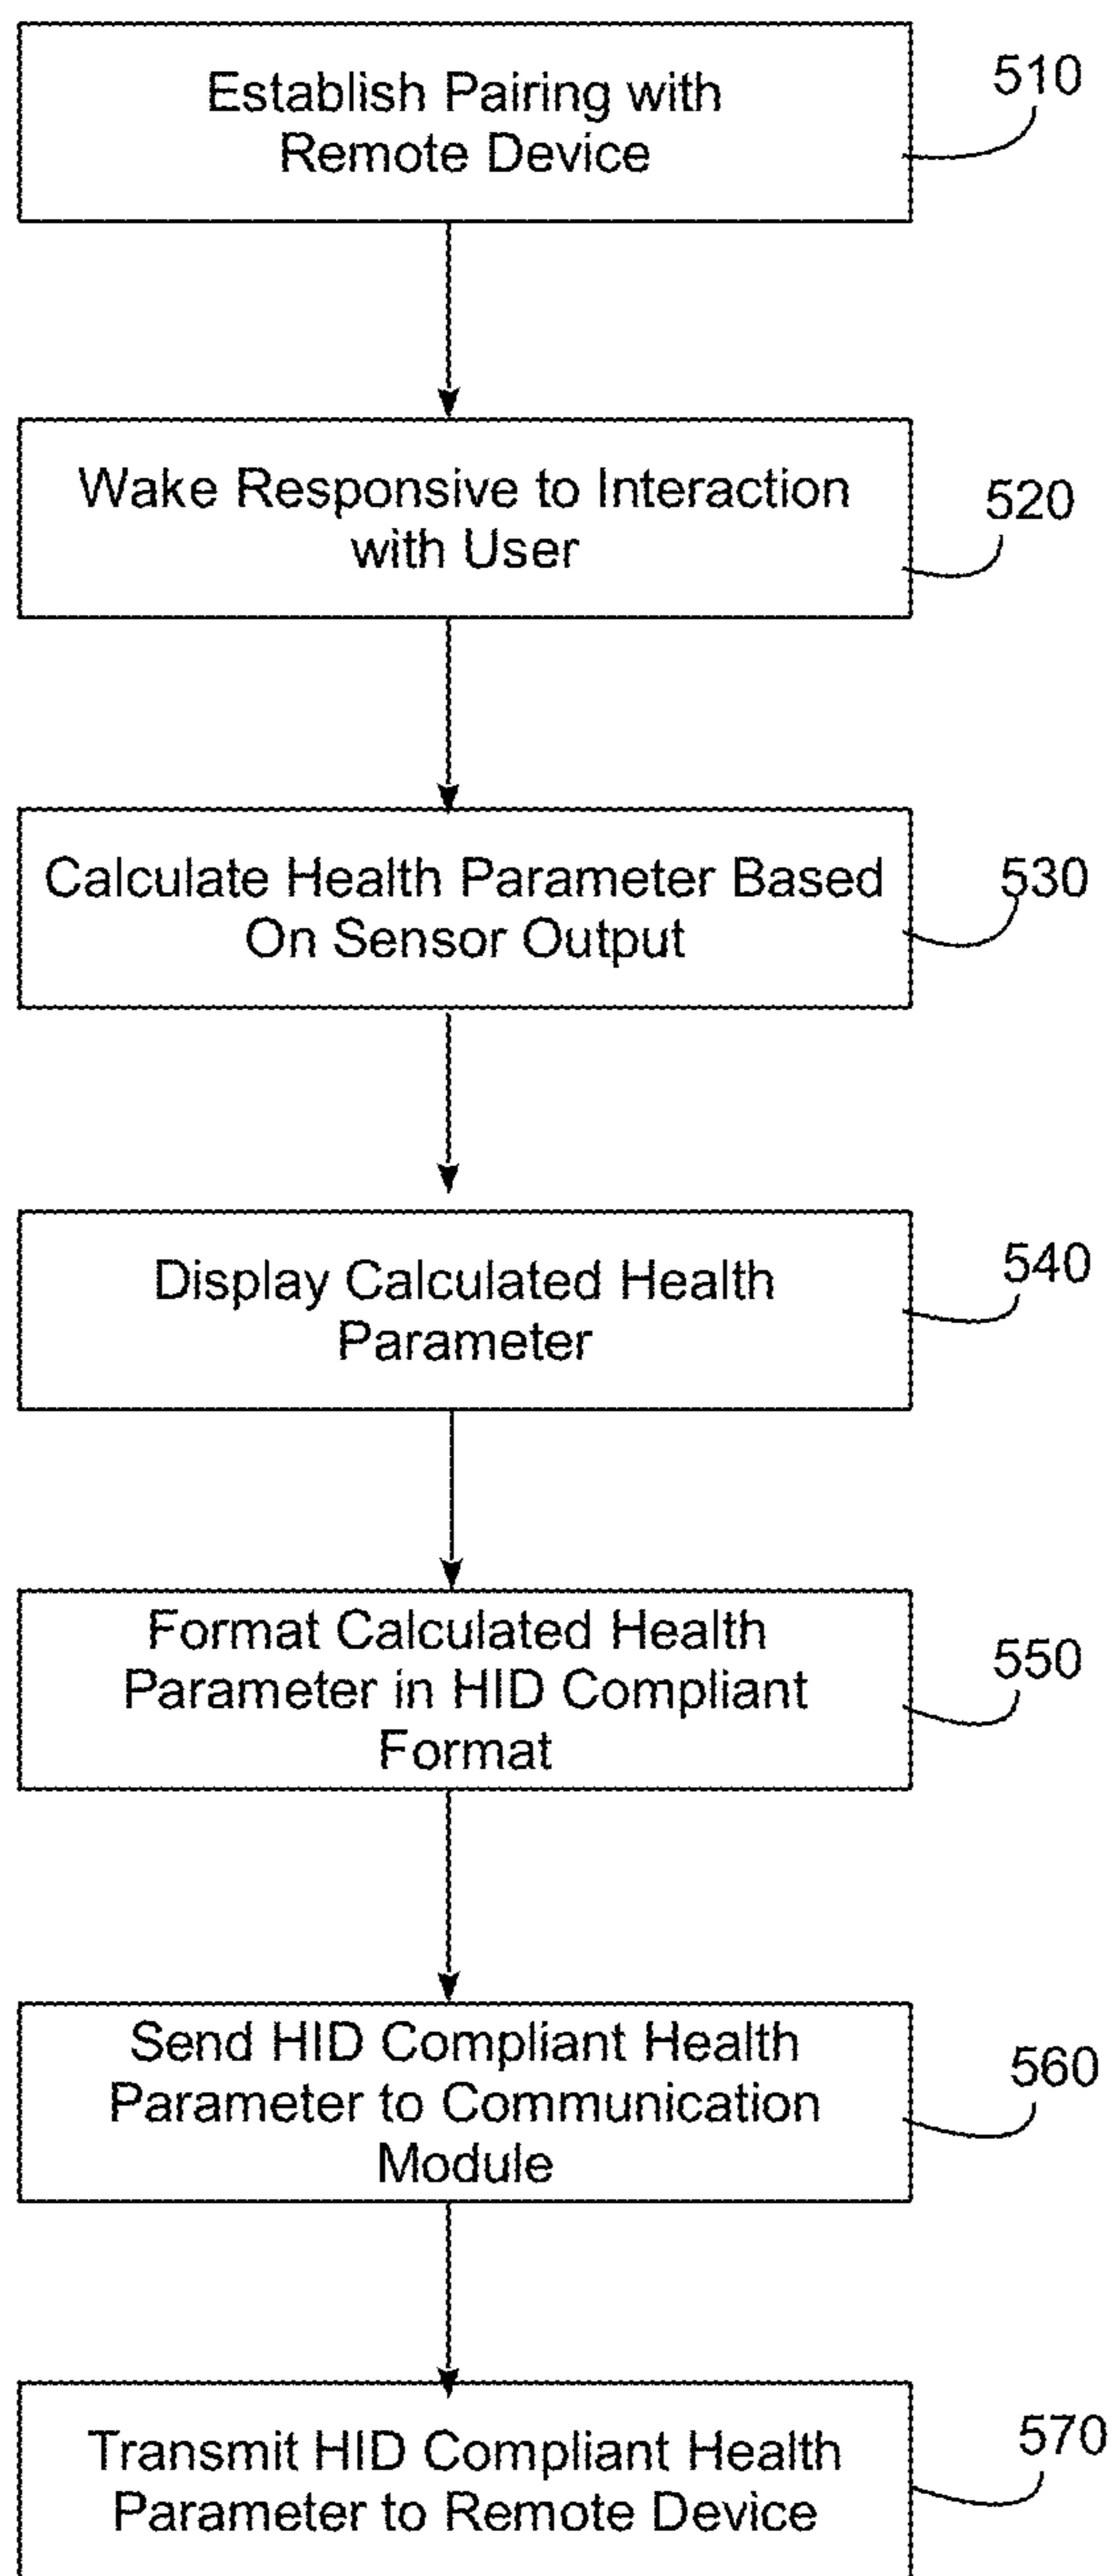 Establish Pairing with
Remote Device
510
Wake Responsive to Interaction
with User
520
Calculate Health Parameter Based
On Sensor Output
530
Display Calculated Health
Parameter
540
Format Calculated Health
Parameter in HID Compliant
Format
550
Send HID Compliant Health
Parameter to Communication
Module
560
Transmit HID Compliant Health
Parameter to Remote Device
570